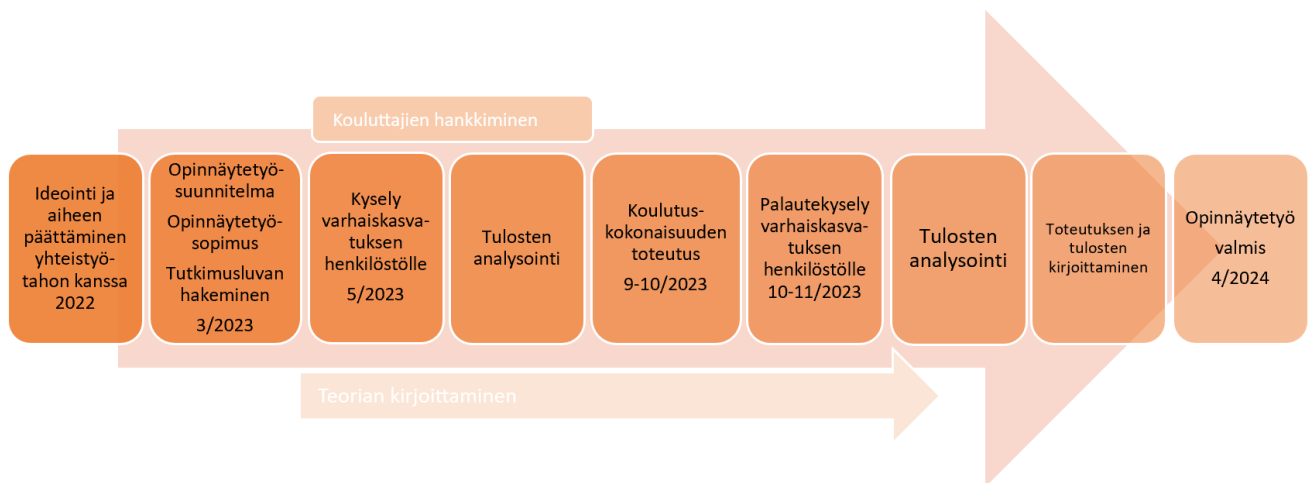 Kouluttajien hankkiminen
Ideointi ja
aiheen
päättäminen
yhteistyö-
tahon kanssa
2022
Opinnäytetyö-
suunnitelma
Opinnäytetyö-
sopimus
Tutkimusluvan
hakeminen
3/2023
Kysely
varhaiskasva-
tuksen
henkilöstölle
5/2023
Tulosten
analysointi
Koulutus-
kokonaisuuden
toteutus
9-10/2023
Palautekysely
varhaiskasva-
tuksen
henkilöstölle
10-11/2023
Tulosten
analysointi
Toteutuksen ja
tulosten
kirjoittaminen
Opinnäytetyö
valmis
4/2024
Teorian kirjoittaminen